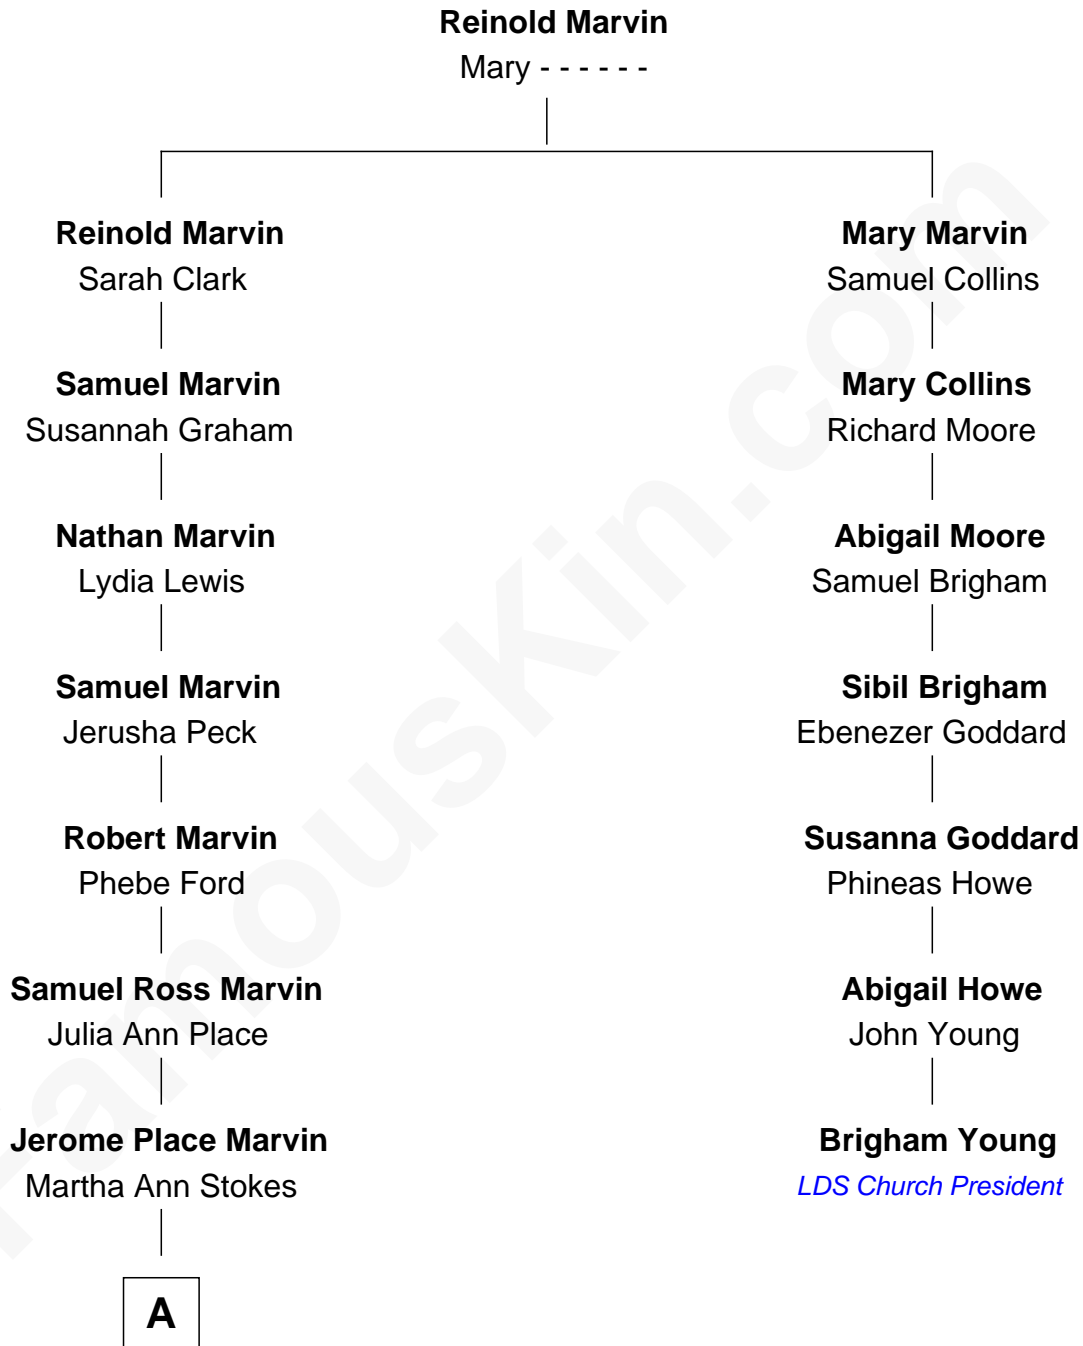 Reinold Marvin
Mary - - - - - -
Reinold Marvin
Sarah Clark
Mary Marvin
Samuel Collins
Samuel Marvin
Susannah Graham
Mary Collins
Richard Moore
Nathan Marvin
Lydia Lewis
Abigail Moore
Samuel Brigham
Samuel Marvin
Jerusha Peck
Sibil Brigham
Ebenezer Goddard
Robert Marvin
Phebe Ford
Susanna Goddard
Phineas Howe
Samuel Ross Marvin
Julia Ann Place
Abigail Howe
John Young
Jerome Place Marvin
Martha Ann Stokes
Brigham Young
LDS Church President
A
FamousKin.com